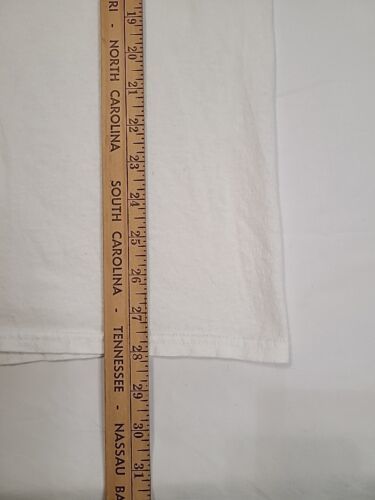 RI - NORTH CAROLINA SOUTH CAROLINA - TENNESSEE - NASSAU BA
19 20 21 22 23 24 25 26 27 28 29 30 31